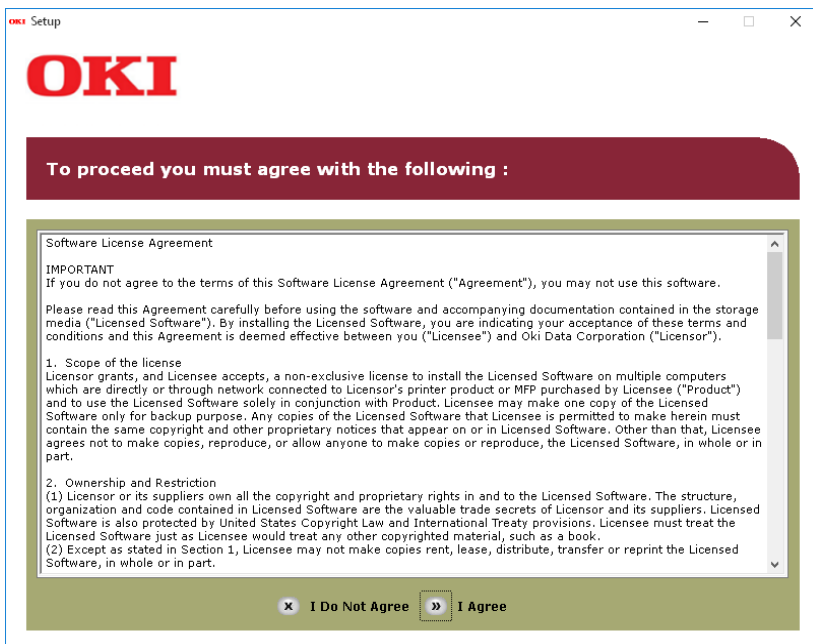 OKI Setup
OKI
To proceed you must agree with the following :
Software License Agreement
IMPORTANT
If you do not agree to the terms of this Software License Agreement ("Agreement"), you may not use this software.
Please read this Agreement carefully before using the software and accompanying documentation contained in the storage
media ("Licensed Software"). By installing the Licensed Software, you are indicating your acceptance of these terms and
conditions and this Agreement is deemed effective between you ("Licensee") and Oki Data Corporation ("Licensor").
1. Scope of the license
Licensor grants, and Licensee accepts, a non-exclusive license to install the Licensed Software on multiple computers
which are directly or through network connected to Licensor's printer product or MFP purchased by Licensee ("Product")
and to use the Licensed Software solely in conjunction with Product. Licensee may make one copy of the Licensed
Software only for backup purpose. Any copies of the Licensed Software that Licensee is permitted to make herein must
contain the same copyright and other proprietary notices that appear on or in Licensed Software. Other than that, Licensee
agrees not to make copies, reproduce, or allow anyone to make copies or reproduce, the Licensed Software, in whole or in
part.
2. Ownership and Restriction
(1) Licensor or its suppliers own all the copyright and proprietary rights in and to the Licensed Software. The structure,
organization and code contained in Licensed Software are the valuable trade secrets of Licensor and its suppliers. Licensed
Software is also protected by United States Copyright Law and International Treaty provisions. Licensee must treat the
Licensed Software just as Licensee would treat any other copyrighted material, such as a book.
(2) Except as stated in Section 1, Licensee may not make copies rent, lease, distribute, transfer or reprint the Licensed
Software, in whole or in part.
I Do Not Agree I Agree